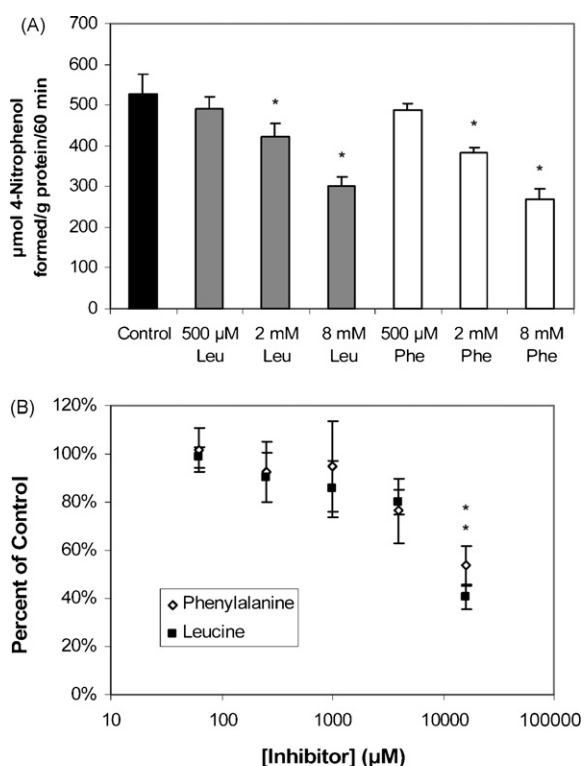 (A)
µmol 4-Nitrophenol
formed/g protein/60 min
700
600
500
400
300
200
100
0
*
*
*
*
Control
500 µM
Leu
2 mM
Leu
8 mM
Leu
500 µM
Phe
2 mM
Phe
8 mM
Phe
(B)
Percent of Control
120%
100%
80%
60%
40%
20%
0%
*
*
Phenylalanine
Leucine
10
100
1000
10000
100000
[Inhibitor] (µM)